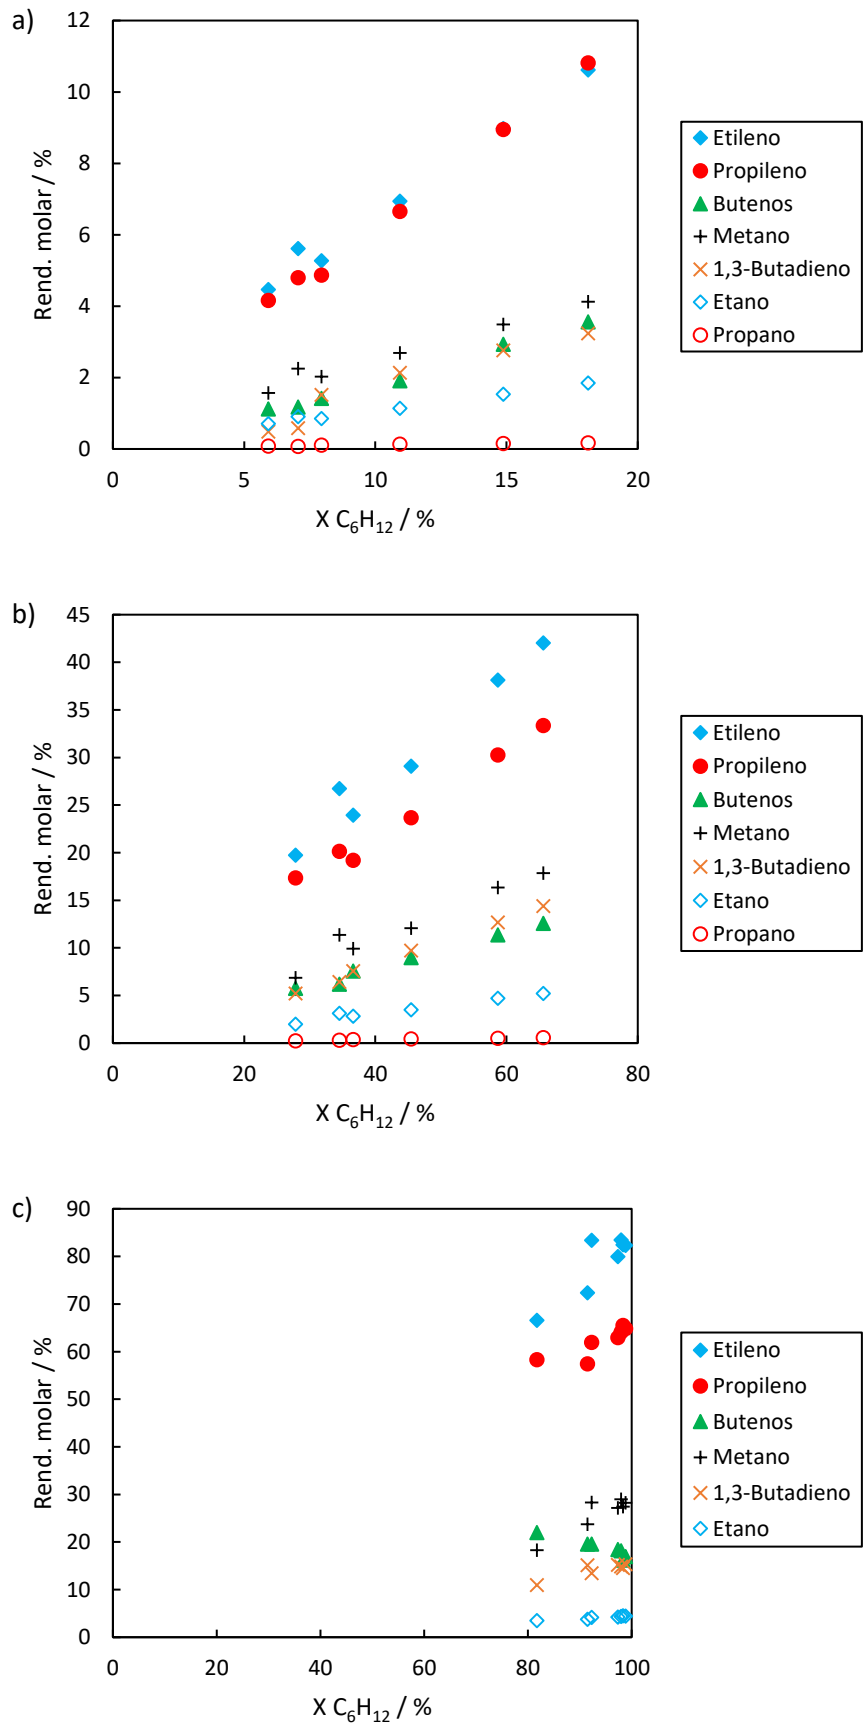 a)
12
10
8
6
4
2
0
Rend. molar / %
0 5 10 15 20
X C₆H₁₂ / %
Etileno
Propileno
Butenos
Metano
1,3-Butadieno
Etano
Propano
b)
45
40
35
30
25
20
15
10
5
0
Rend. molar / %
0 20 40 60 80
X C₆H₁₂ / %
Etileno
Propileno
Butenos
Metano
1,3-Butadieno
Etano
Propano
c)
90
80
70
60
50
40
30
20
10
0
Rend. molar / %
0 20 40 60 80 100
X C₆H₁₂ / %
Etileno
Propileno
Butenos
Metano
1,3-Butadieno
Etano